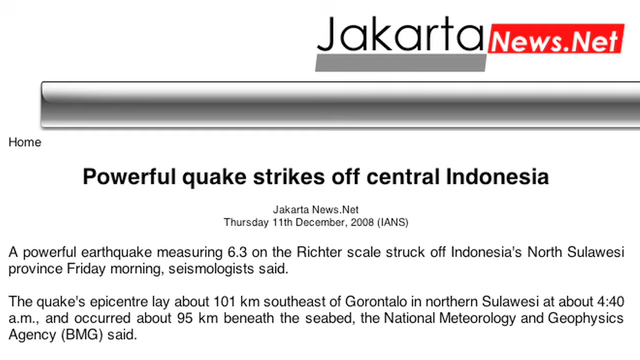 Jakarta News.Net
Home
Powerful quake strikes off central Indonesia
Jakarta News.Net
Thursday 11th December, 2008 (IANS)
A powerful earthquake measuring 6.3 on the Richter scale struck off Indonesia's North Sulawesi
province Friday morning, seismologists said.
The quake's epicentre lay about 101 km southeast of Gorontalo in northern Sulawesi at about 4:40
a.m., and occurred about 95 km beneath the seabed, the National Meteorology and Geophysics
Agency (BMG) said.